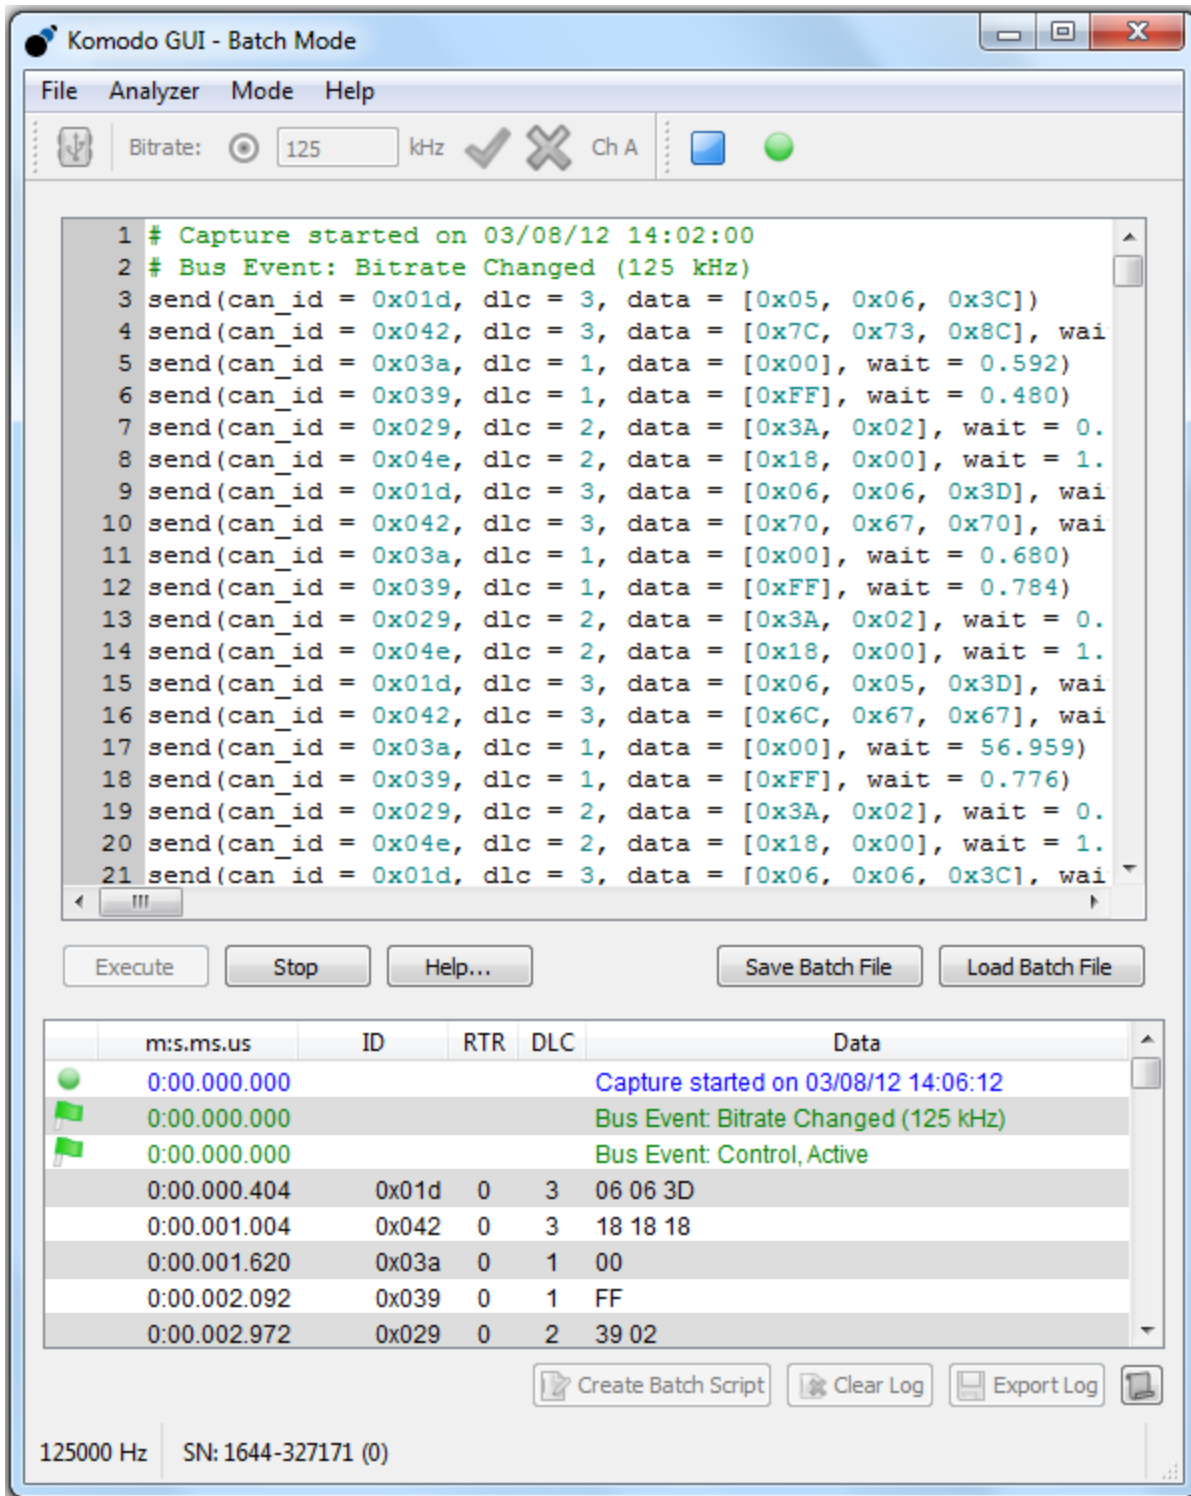 Komodo GUI - Batch Mode
File Analyzer Mode Help
Bitrate: 125 kHz Ch A
1 # Capture started on 03/08/12 14:02:00
2 # Bus Event: Bitrate Changed (125 kHz)
3 send(can_id = 0x01d, dlc = 3, data = [0x05, 0x06, 0x3C])
4 send(can_id = 0x042, dlc = 3, data = [0x7C, 0x73, 0x8C], wai
5 send(can_id = 0x03a, dlc = 1, data = [0x00], wait = 0.592)
6 send(can_id = 0x039, dlc = 1, data = [0xFF], wait = 0.480)
7 send(can_id = 0x029, dlc = 2, data = [0x3A, 0x02], wait = 0.
8 send(can_id = 0x04e, dlc = 2, data = [0x18, 0x00], wait = 1.
9 send(can_id = 0x01d, dlc = 3, data = [0x06, 0x06, 0x3D], wai
10 send(can_id = 0x042, dlc = 3, data = [0x70, 0x67, 0x70], wai
11 send(can_id = 0x03a, dlc = 1, data = [0x00], wait = 0.680)
12 send(can_id = 0x039, dlc = 1, data = [0xFF], wait = 0.784)
13 send(can_id = 0x029, dlc = 2, data = [0x3A, 0x02], wait = 0.
14 send(can_id = 0x04e, dlc = 2, data = [0x18, 0x00], wait = 1.
15 send(can_id = 0x01d, dlc = 3, data = [0x06, 0x05, 0x3D], wai
16 send(can_id = 0x042, dlc = 3, data = [0x6C, 0x67, 0x67], wai
17 send(can_id = 0x03a, dlc = 1, data = [0x00], wait = 56.959)
18 send(can_id = 0x039, dlc = 1, data = [0xFF], wait = 0.776)
19 send(can_id = 0x029, dlc = 2, data = [0x3A, 0x02], wait = 0.
20 send(can_id = 0x04e, dlc = 2, data = [0x18, 0x00], wait = 1.
21 send(can_id = 0x01d, dlc = 3, data = [0x06, 0x06, 0x3C], wai
Execute Stop Help... Save Batch File Load Batch File
m:s.ms.us ID RTR DLC Data
0:00.000.000 Capture started on 03/08/12 14:06:12
0:00.000.000 Bus Event: Bitrate Changed (125 kHz)
0:00.000.000 Bus Event: Control, Active
0:00.000.404 0x01d 0 3 06 06 3D
0:00.001.004 0x042 0 3 18 18 18
0:00.001.620 0x03a 0 1 00
0:00.002.092 0x039 0 1 FF
0:00.002.972 0x029 0 2 39 02
Create Batch Script Clear Log Export Log
125000 Hz SN: 1644-327171 (0)